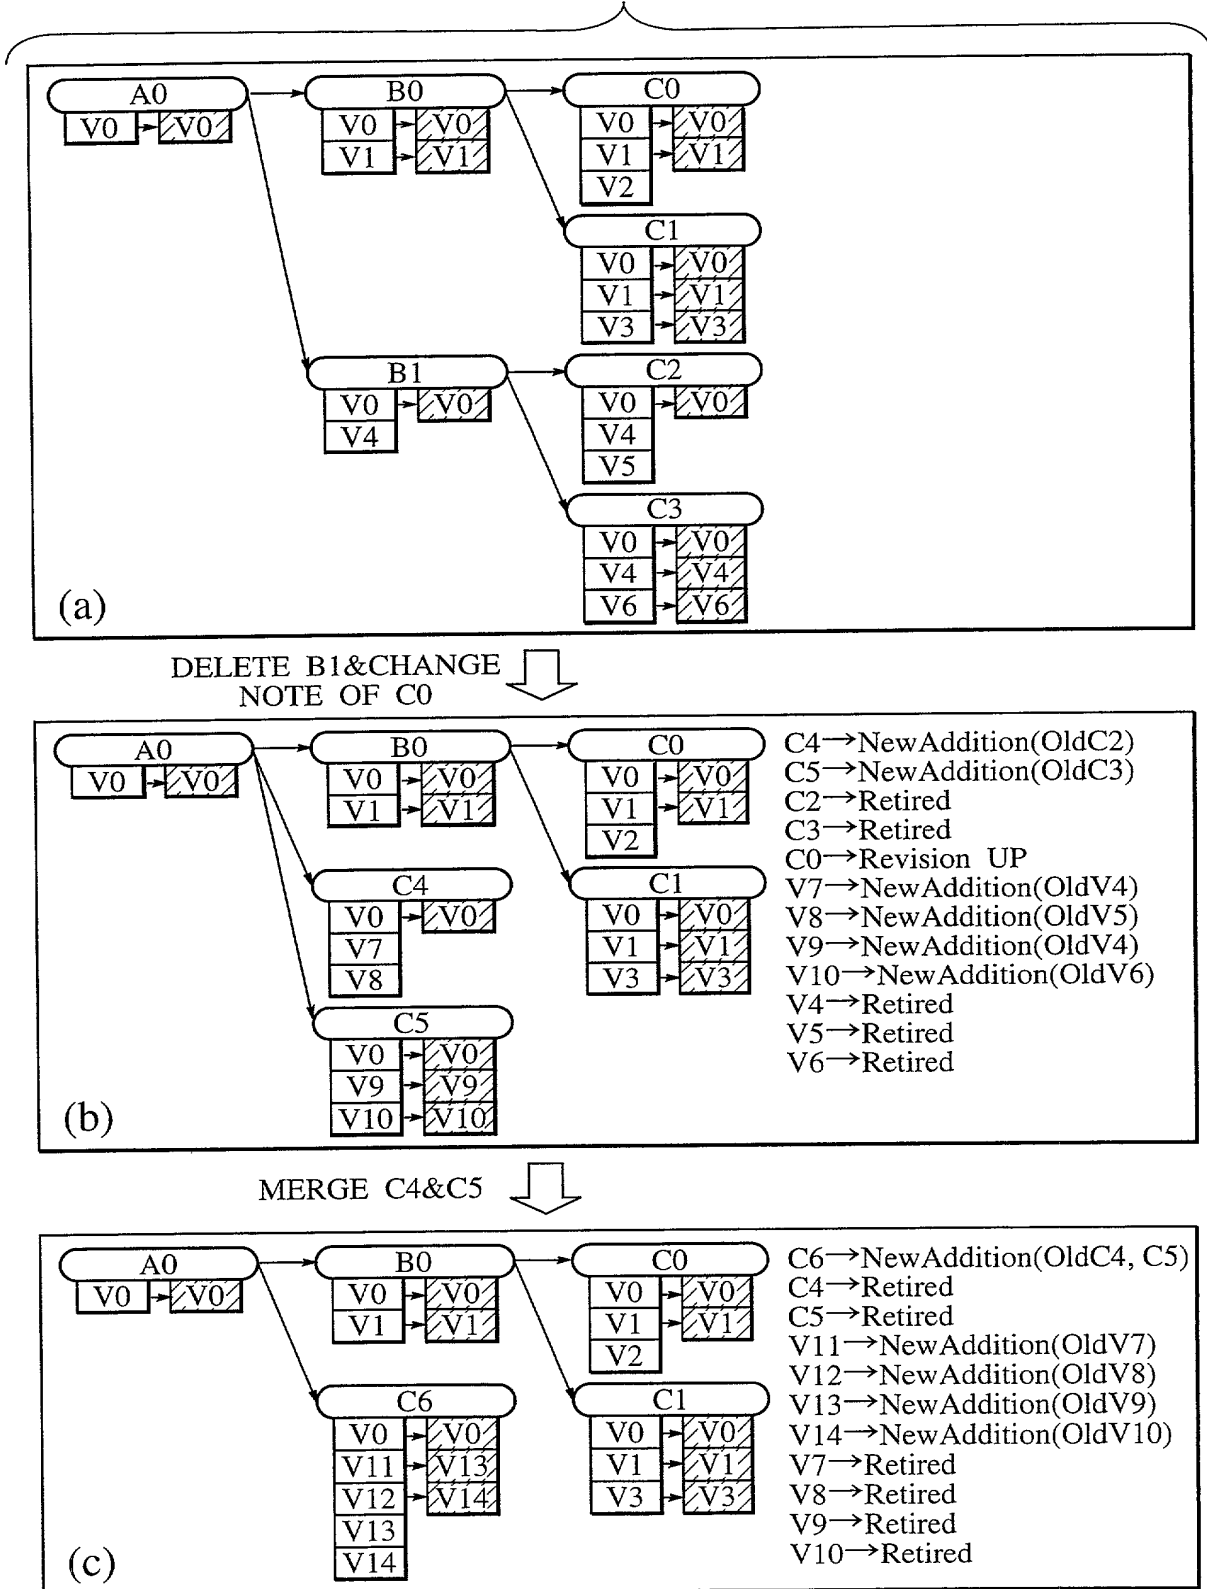 A0 B0 C0
V0 V0 V0 V0 V0 V0
V1 V1 V1 V1
V2
C1
V0 V0
V1 V1
V3 V3
B1 C2
V0 V0 V0 V0
V4 V4
V5
C3
V0 V0
V4 V4
V6 V6
(a)
DELETE B1&CHANGE
NOTE OF C0
A0 B0 C0
V0 V0 V0 V0 V0 V0
V1 V1 V1 V1
V2
C4 C1
V0 V0 V0 V0
V7 V1 V1
V8 V3 V3
C5
V0 V0
V9 V9
V10 V10
(b)
C4→NewAddition(OldC2)
C5→NewAddition(OldC3)
C2→Retired
C3→Retired
C0→Revision UP
V7→NewAddition(OldV4)
V8→NewAddition(OldV5)
V9→NewAddition(OldV4)
V10→NewAddition(OldV6)
V4→Retired
V5→Retired
V6→Retired
MERGE C4&C5
A0 B0 C0
V0 V0 V0 V0 V0 V0
V1 V1 V1 V1
V2
C6 C1
V0 V0 V0 V0
V11 V13 V1 V1
V12 V14 V3 V3
V13
V14
(c)
C6→NewAddition(OldC4, C5)
C4→Retired
C5→Retired
V11→NewAddition(OldV7)
V12→NewAddition(OldV8)
V13→NewAddition(OldV9)
V14→NewAddition(OldV10)
V7→Retired
V8→Retired
V9→Retired
V10→Retired